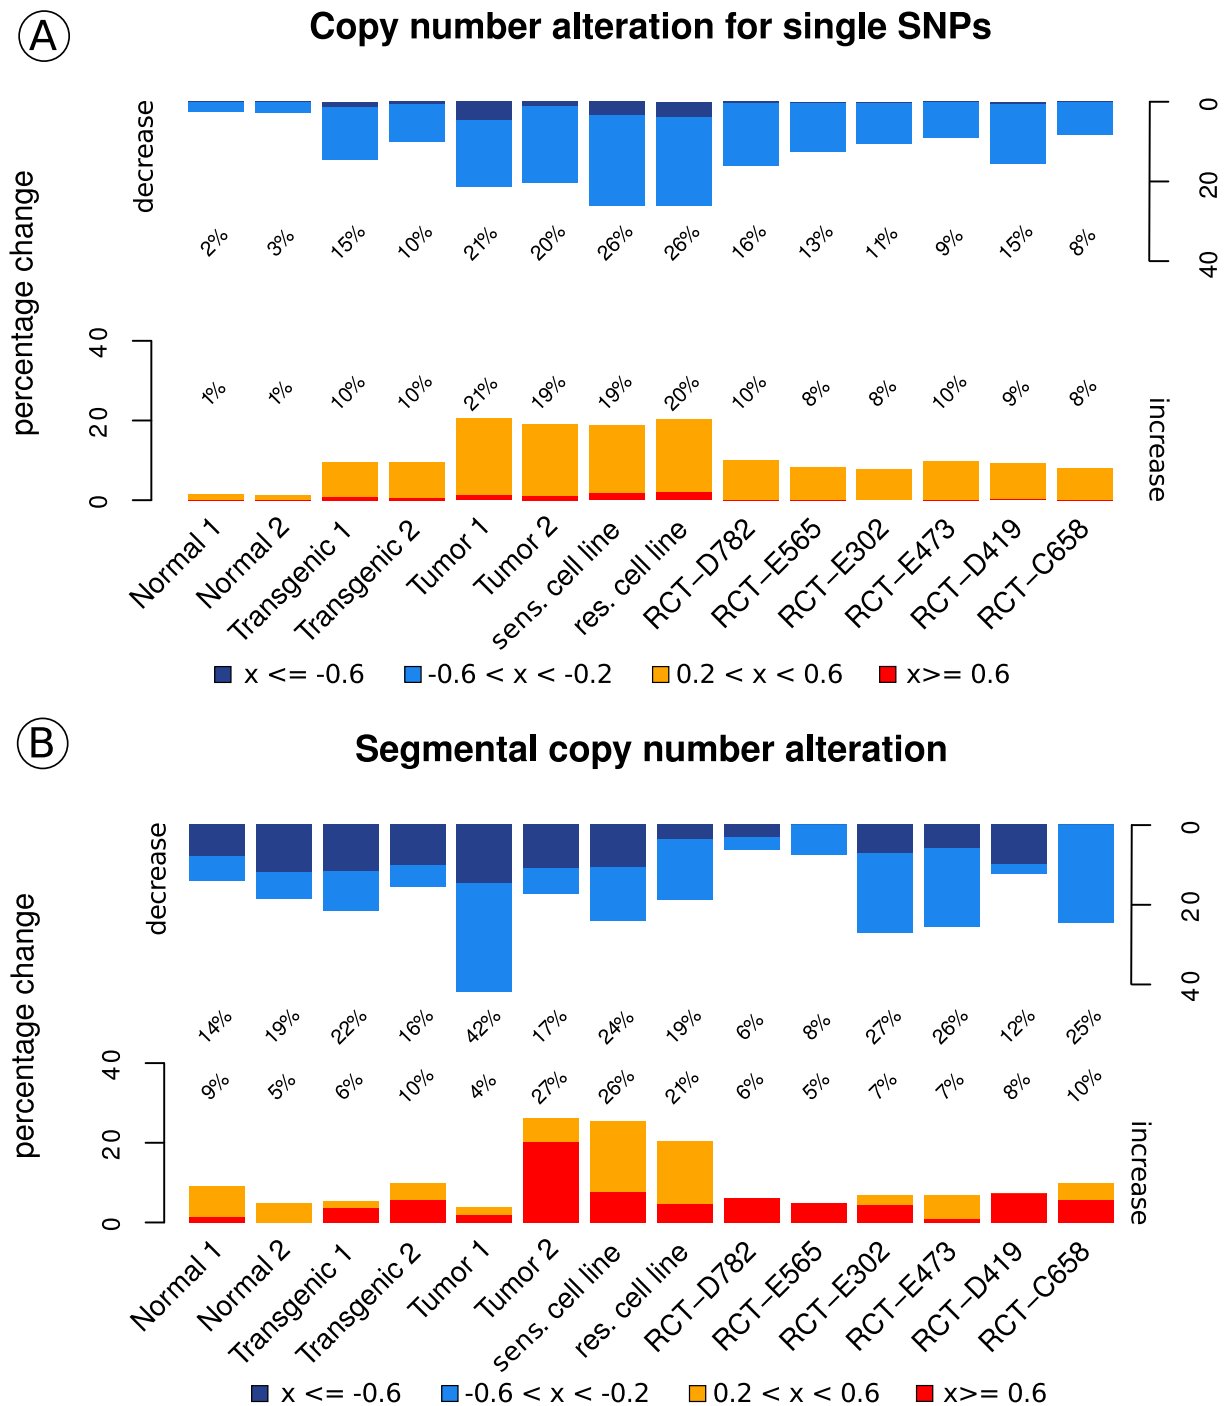 A
Copy number alteration for single SNPs
percentage change
decrease
0
20
40
2% 3% 15% 10% 21% 20% 26% 26% 16% 13% 11% 9% 15% 8%
40
20
0
1% 1% 10% 10% 21% 19% 19% 20% 10% 8% 8% 10% 9% 8%
increase
Normal 1
Normal 2
Transgenic 1
Transgenic 2
Tumor 1
Tumor 2
sens. cell line
res. cell line
RCT−D782
RCT−E565
RCT−E302
RCT−E473
RCT−D419
RCT−C658
x <= -0.6 -0.6 < x < -0.2 0.2 < x < 0.6 x>= 0.6
B
Segmental copy number alteration
percentage change
decrease
0
20
40
14% 19% 22% 16% 42% 17% 24% 19% 6% 8% 27% 26% 12% 25%
40
20
0
9% 5% 6% 10% 4% 27% 26% 21% 6% 5% 7% 7% 8% 10%
increase
Normal 1
Normal 2
Transgenic 1
Transgenic 2
Tumor 1
Tumor 2
sens. cell line
res. cell line
RCT−D782
RCT−E565
RCT−E302
RCT−E473
RCT−D419
RCT−C658
x <= -0.6 -0.6 < x < -0.2 0.2 < x < 0.6 x>= 0.6